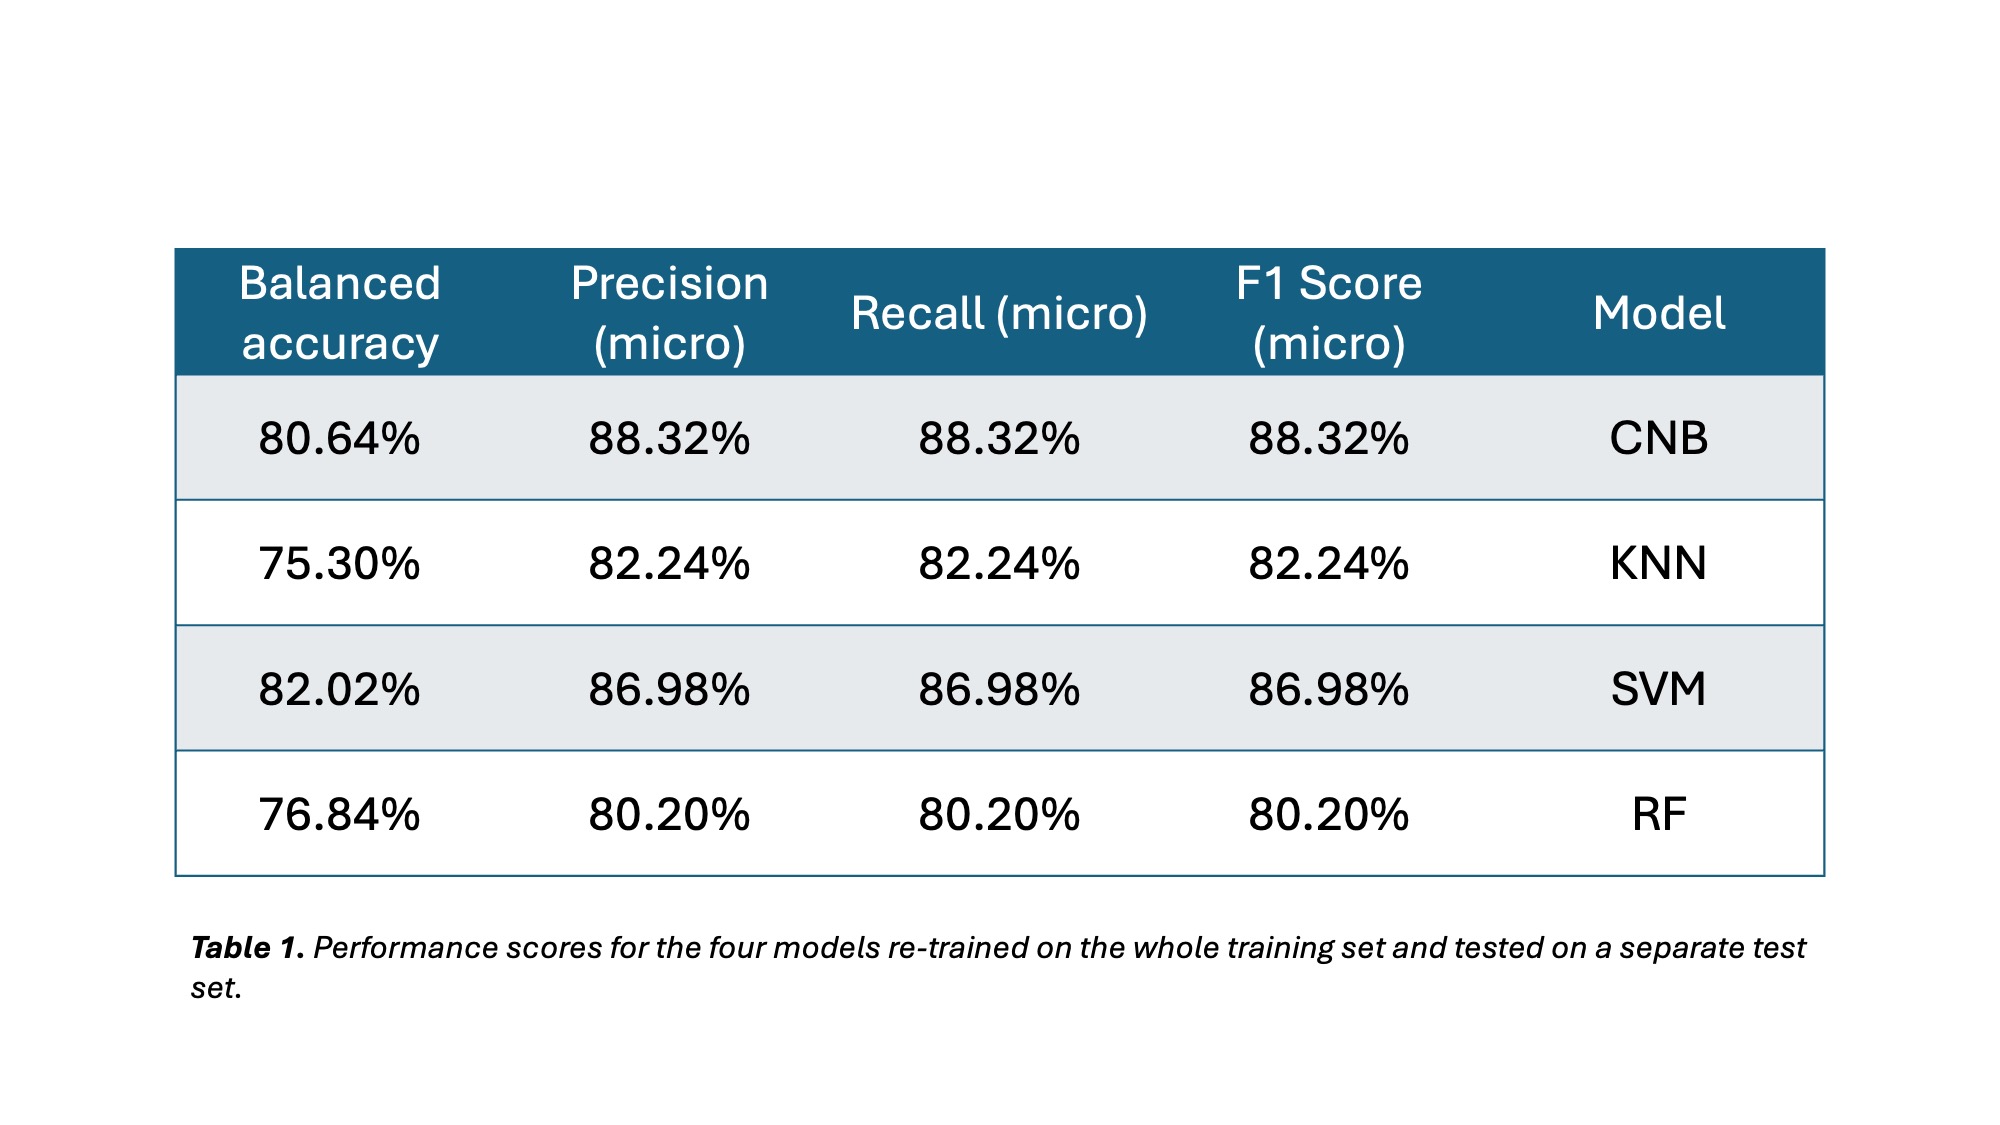 Balanced accuracy Precision (micro) Recall (micro) F1 Score (micro) Model
80.64% 88.32% 88.32% 88.32% CNB
75.30% 82.24% 82.24% 82.24% KNN
82.02% 86.98% 86.98% 86.98% SVM
76.84% 80.20% 80.20% 80.20% RF
Table 1. Performance scores for the four models re-trained on the whole training set and tested on a separate test
set.